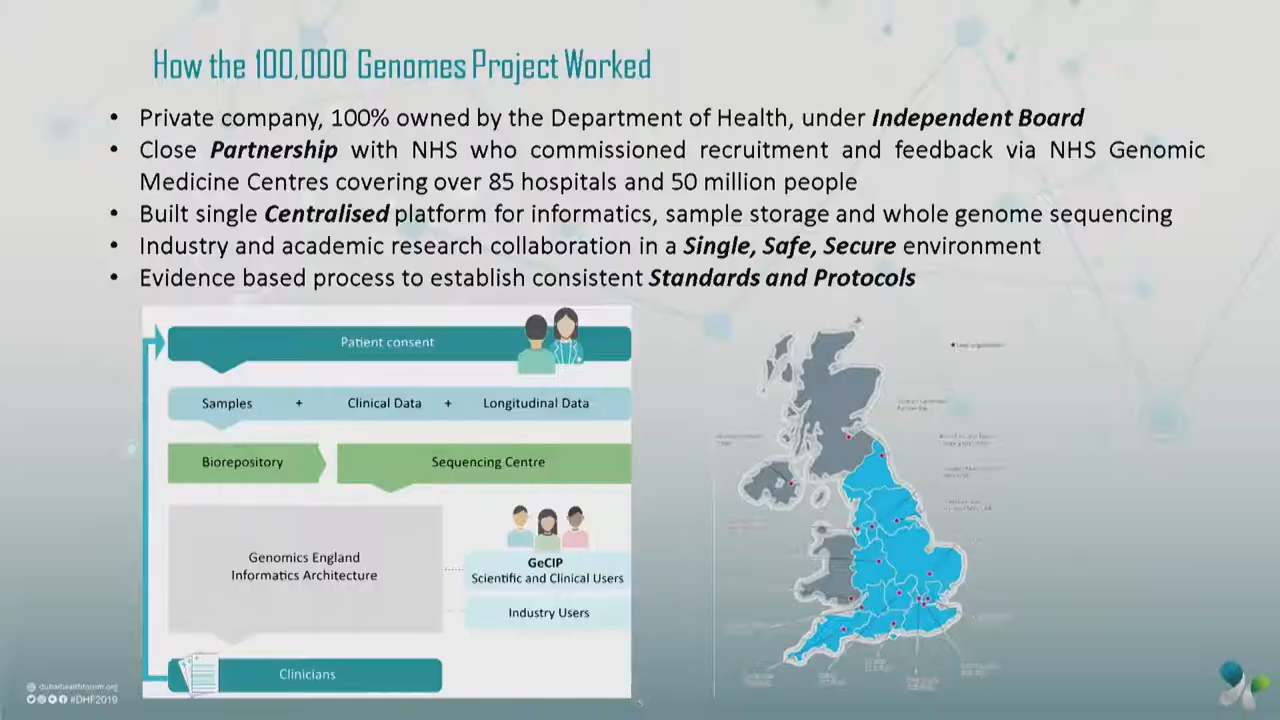 How the 100,000 Genomes Project Worked
• Private company, 100% owned by the Department of Health, under Independent Board
• Close Partnership with NHS who commissioned recruitment and feedback via NHS Genomic
Medicine Centres covering over 85 hospitals and 50 million people
• Built single Centralised platform for informatics, sample storage and whole genome sequencing
• Industry and academic research collaboration in a Single, Safe, Secure environment
• Evidence based process to establish consistent Standards and Protocols
Patient consent
Samples + Clinical Data + Longitudinal Data
Biorepository
Sequencing Centre
Genomics England
Informatics Architecture
GeCIP
Scientific and Clinical Users
Industry Users
Clinicians
dubaihealthforum.org
#DHF2019
5